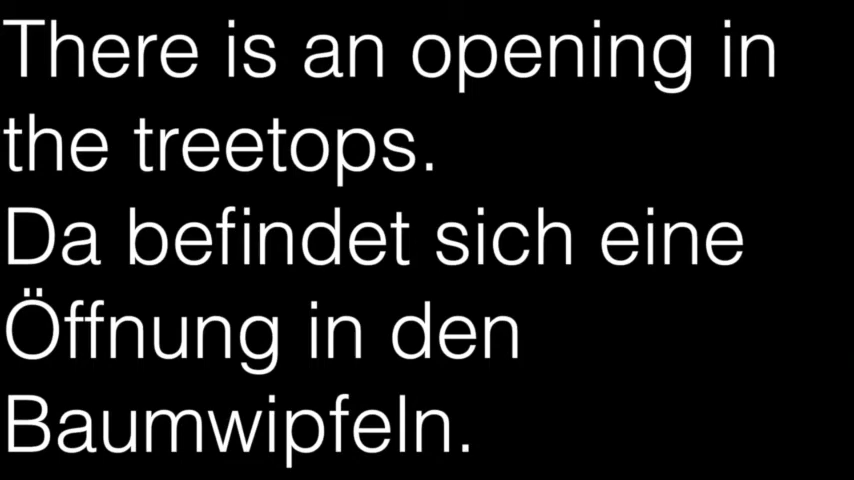 There is an opening in
the treetops.
Da befindet sich eine
Öffnung in den
Baumwipfeln.